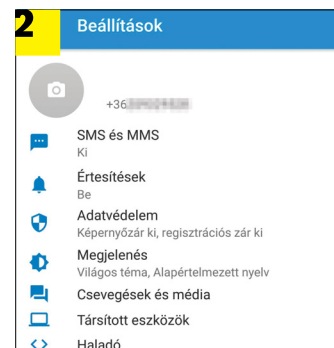 2
Beállítások
+36
SMS és MMS
Ki
Értesítések
Be
Adatvédelem
Képernyőzár ki, regisztrációs zár ki
Megjelenés
Világos téma, Alapértelmezett nyelv
Csevegések és média
Társított eszközök
Haladó